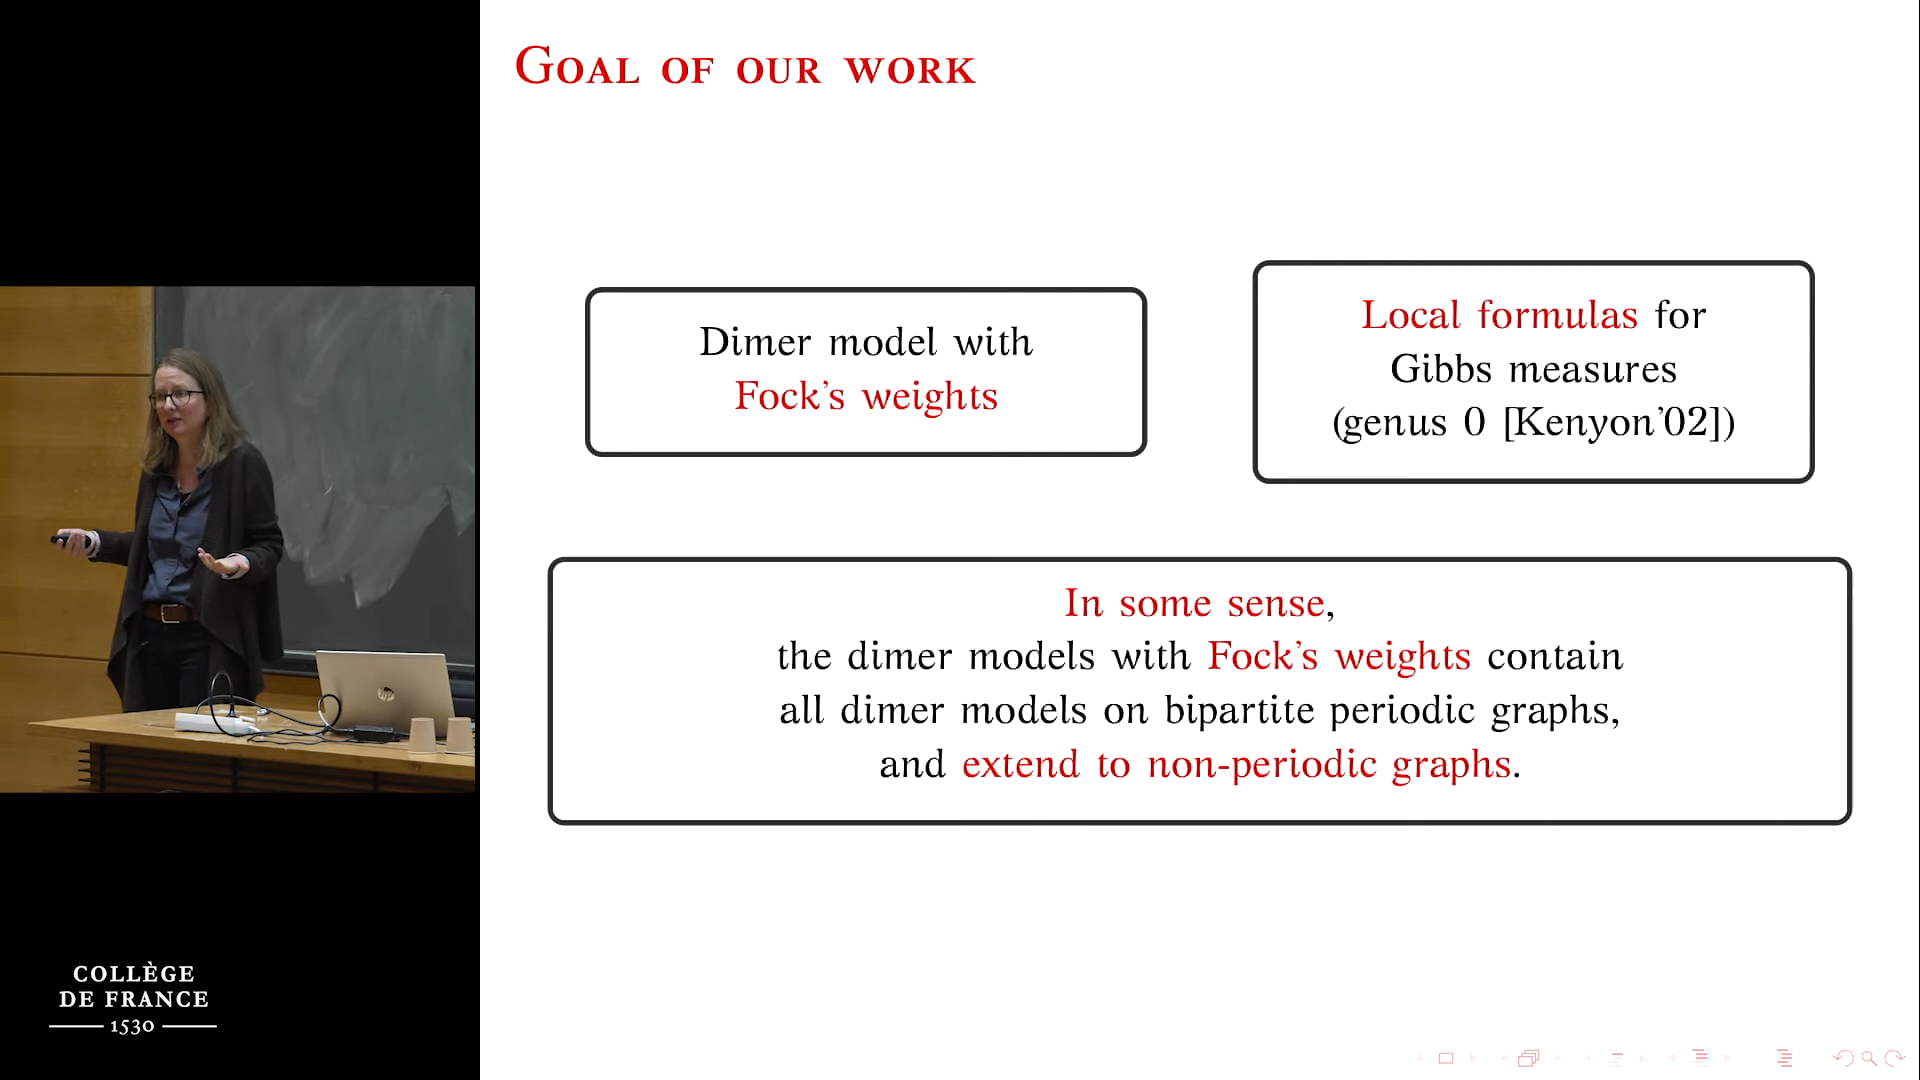 GOAL OF OUR WORK
Dimer model with
Fock's weights
Local formulas for
Gibbs measures
(genus 0 [Kenyon'02])
In some sense,
the dimer models with Fock's weights contain
all dimer models on bipartite periodic graphs,
and extend to non-periodic graphs.
COLLÈGE
DE FRANCE
1530
hp